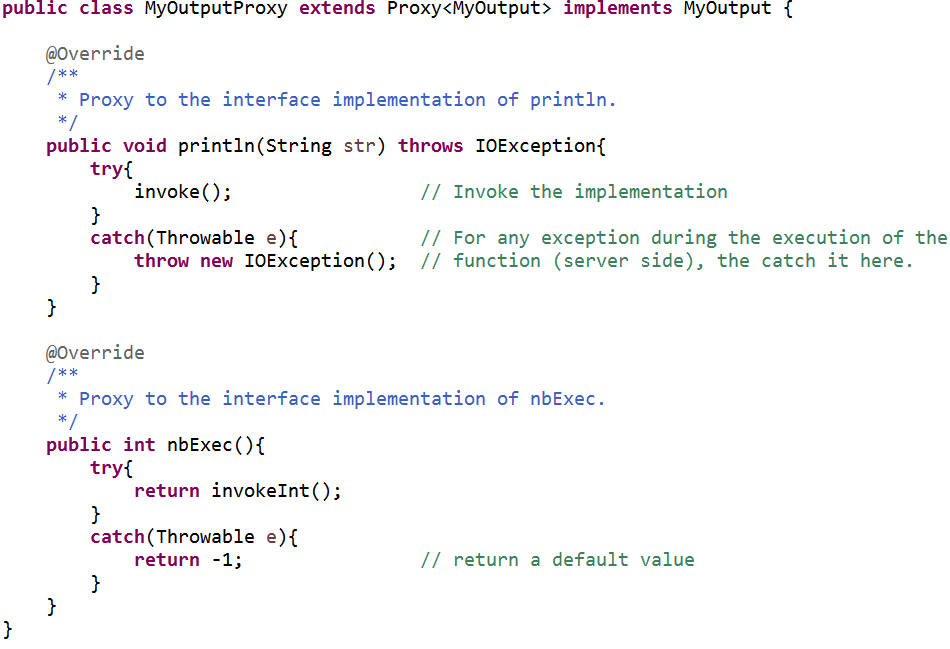 public class MyOutputProxy extends Proxy<MyOutput> implements MyOutput {
@Override
/**
* Proxy to the interface implementation of println.
*/
public void println(String str) throws IOException{
try{
invoke(); // Invoke the implementation
}
catch(Throwable e){ // For any exception during the execution of the
throw new IOException(); // function (server side), the catch it here.
}
}
@Override
/**
* Proxy to the interface implementation of nbExec.
*/
public int nbExec(){
try{
return invokeInt();
}
catch(Throwable e){
return -1; // return a default value
}
}
}